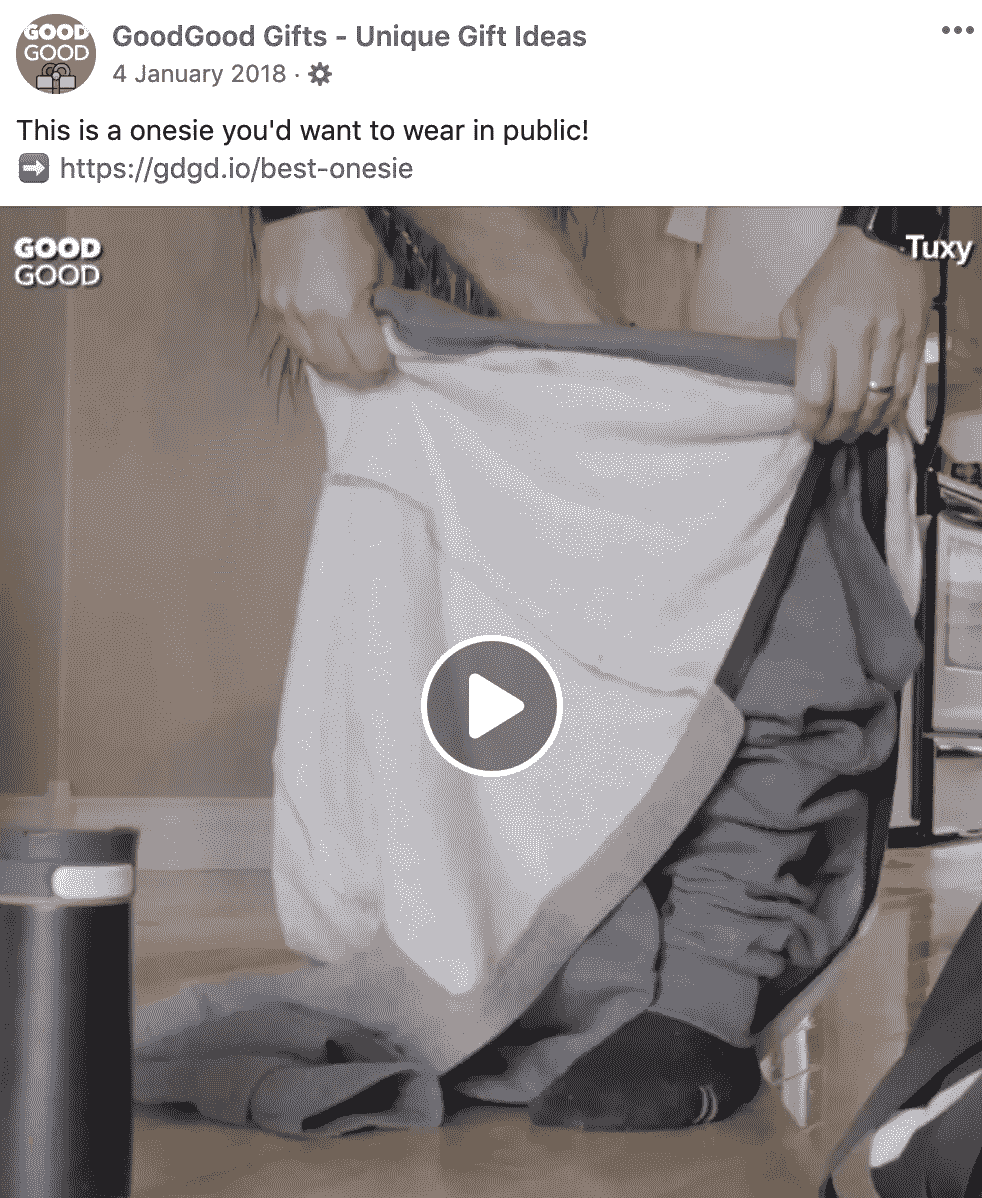 GOOD
GOOD
GoodGood Gifts - Unique Gift Ideas
4 January 2018 ·
This is a onesie you'd want to wear in public!
➡ https://gdgd.io/best-onesie
GOOD
GOOD
Tuxy